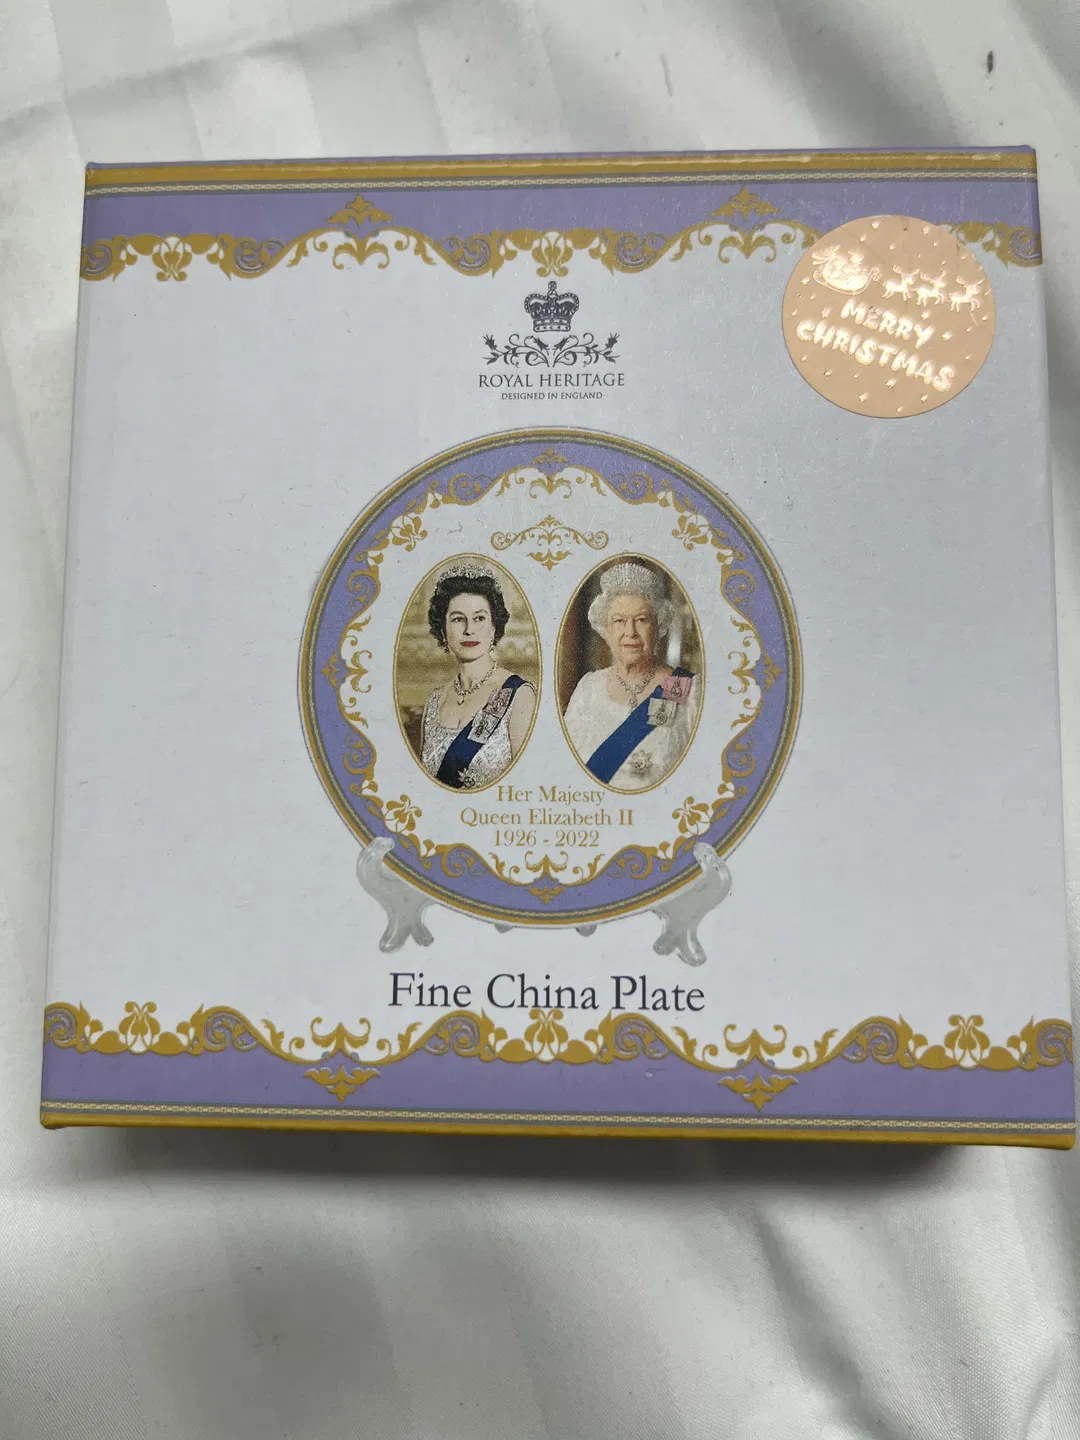 ROYAL HERITAGE
DESIGNED IN ENGLAND
MERRY
CHRISTMAS
Her Majesty
Queen Elizabeth II
1926 - 2022
Fine China Plate